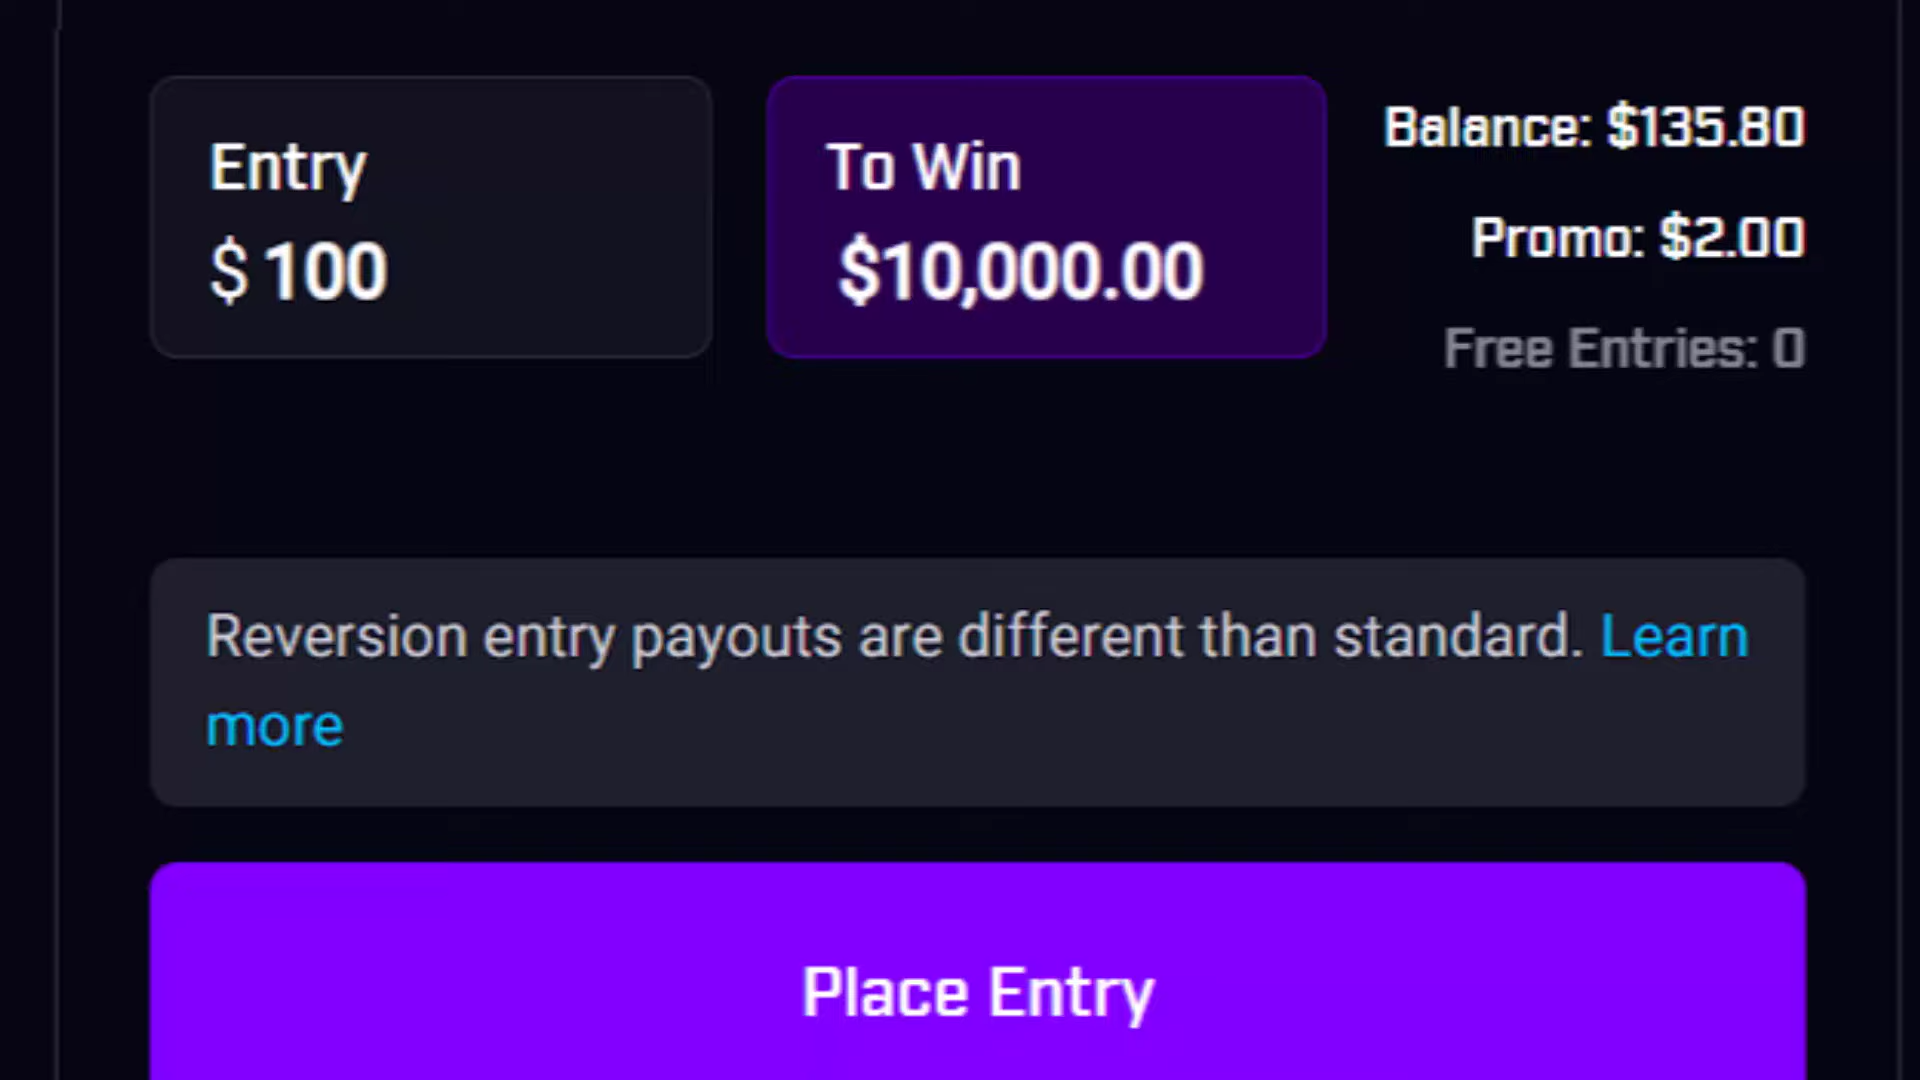 Entry
$ 100
To Win
$10,000.00
Balance: $135.80
Promo: $2.00
Free Entries: 0
Reversion entry payouts are different than standard. Learn
more
Place Entry